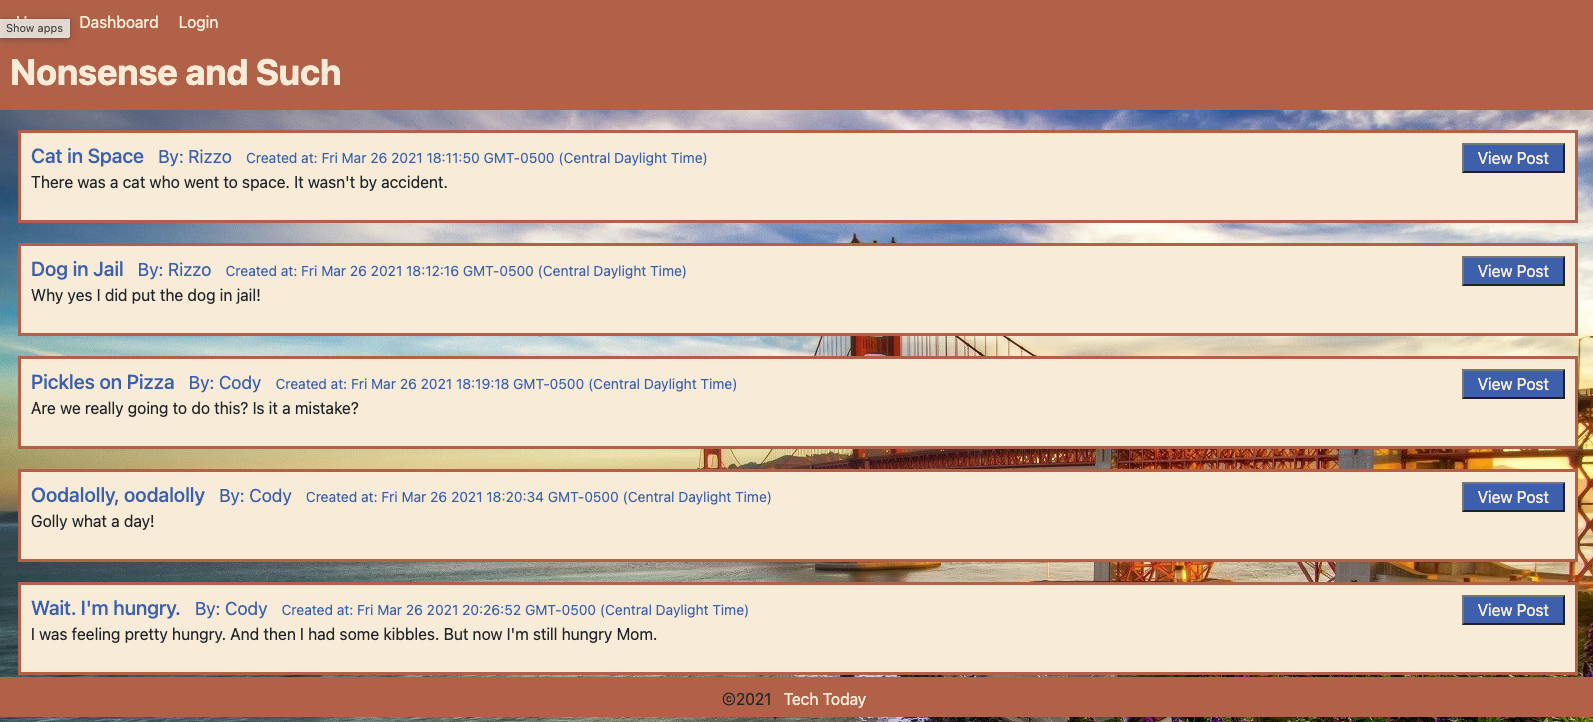 Dashboard Login
Show apps
Nonsense and Such
Cat in Space By: Rizzo Created at: Fri Mar 26 2021 18:11:50 GMT-0500 (Central Daylight Time) View Post
There was a cat who went to space. It wasn't by accident.
Dog in Jail By: Rizzo Created at: Fri Mar 26 2021 18:12:16 GMT-0500 (Central Daylight Time) View Post
Why yes I did put the dog in jail!
Pickles on Pizza By: Cody Created at: Fri Mar 26 2021 18:19:18 GMT-0500 (Central Daylight Time) View Post
Are we really going to do this? Is it a mistake?
Oodalolly, oodalolly By: Cody Created at: Fri Mar 26 2021 18:20:34 GMT-0500 (Central Daylight Time) View Post
Golly what a day!
Wait. I'm hungry. By: Cody Created at: Fri Mar 26 2021 20:26:52 GMT-0500 (Central Daylight Time) View Post
I was feeling pretty hungry. And then I had some kibbles. But now I'm still hungry Mom.
©2021 Tech Today